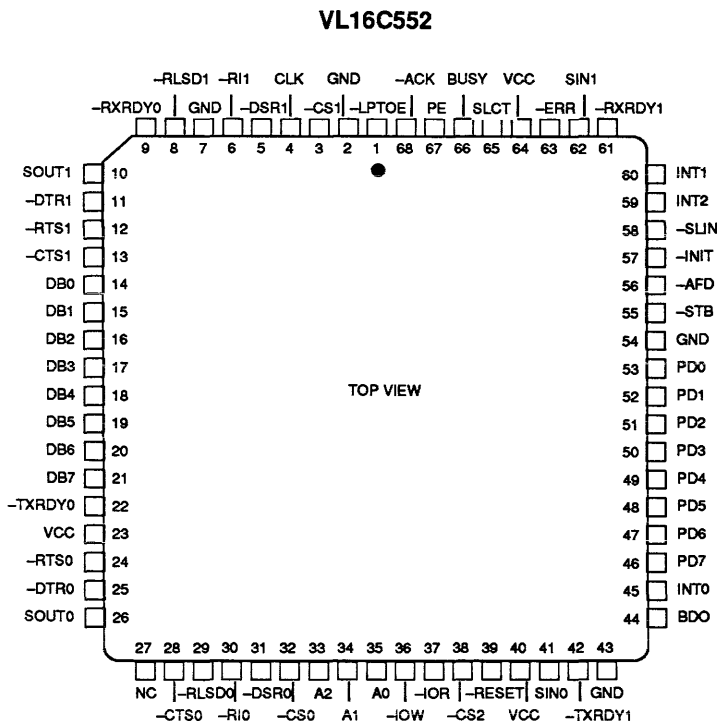 VL16C552
–RLSD1 –RI1 CLK GND –ACK BUSY VCC SIN1
–RXRDY0 GND –DSR1 –CS1 –LPTOE PE SLCT –ERR –RXRDY1
9 8 7 6 5 4 3 2 1 68 67 66 65 64 63 62 61
SOUT1 10 60 INT1
–DTR1 11 59 INT2
–RTS1 12 58 –SLIN
–CTS1 13 57 –INIT
DB0 14 56 –AFD
DB1 15 55 –STB
DB2 16 54 GND
DB3 17 53 PD0
DB4 18 52 PD1
TOP VIEW
DB5 19 51 PD2
DB6 20 50 PD3
DB7 21 49 PD4
–TXRDY0 22 48 PD5
VCC 23 47 PD6
–RTS0 24 46 PD7
–DTR0 25 45 INT0
SOUT0 26 44 BDO
27 28 29 30 31 32 33 34 35 36 37 38 39 40 41 42 43
NC –RLSD0 –DSR0 A2 A0 –IOR –RESET SIN0 GND
–CTS0 –RI0 –CS0 A1 –IOW –CS2 VCC –TXRDY1